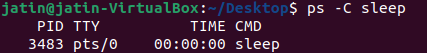 jatin@jatin-VirtualBox:~/Desktop$ ps -C sleep
    PID TTY          TIME CMD
   3483 pts/0    00:00:00 sleep